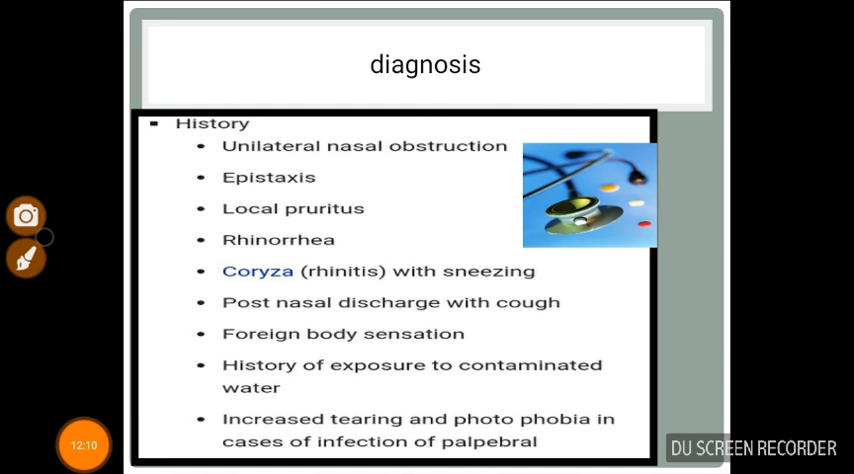 diagnosis
▪ History
• Unilateral nasal obstruction
• Epistaxis
• Local pruritus
• Rhinorrhea
• Coryza (rhinitis) with sneezing
• Post nasal discharge with cough
• Foreign body sensation
• History of exposure to contaminated
water
• Increased tearing and photo phobia in
cases of infection of palpebral
12:10
DU SCREEN RECORDER